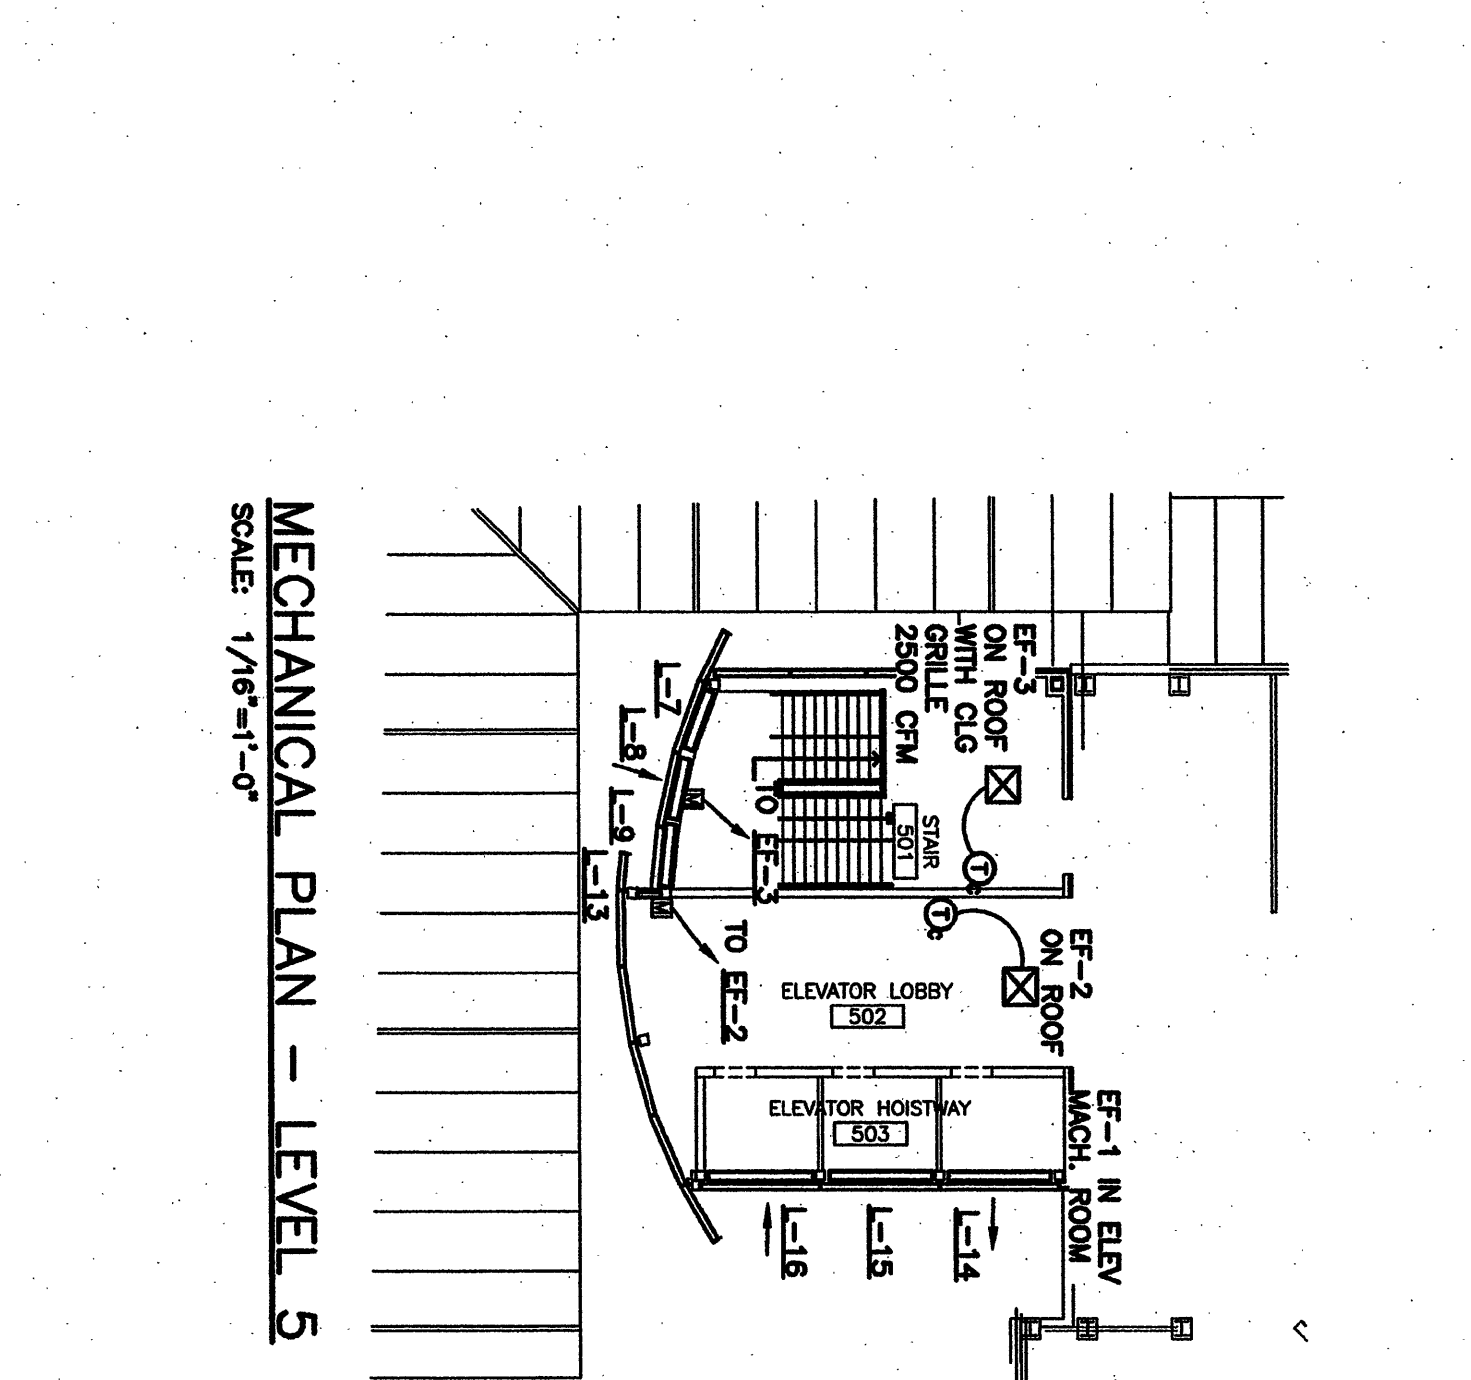 EF-3
ON ROOF
WITH CLG
GRILLE
2500 CFM
L-7
L-8
L-9
L-13
M
TO EF-3
STAIR
501
T
C
M
TO EF-2
T
C
EF-2
ON ROOF
ELEVATOR LOBBY
502
ELEVATOR HOISTWAY
503
EF-1 IN ELEV
MACH. ROOM
L-14
L-15
L-16
MECHANICAL PLAN - LEVEL 5
SCALE: 1/16"=1'-0"